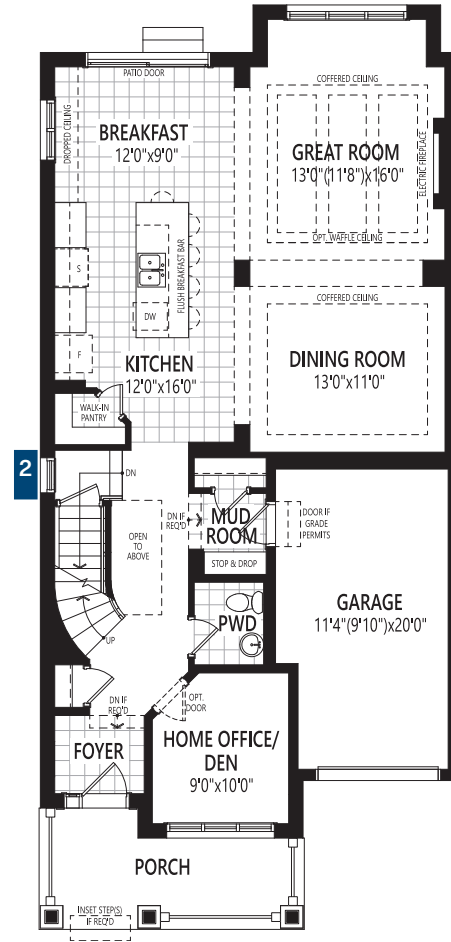 PATIO DOOR
COFFERED CEILING
DROPPED CEILING
BREAKFAST
12'0"x9'0"
GREAT ROOM
13'0"(11'8")x16'0"
ELECTRIC FIREPLACE
OPT. WAFFLE CEILING
S
FLUSH BREAKFAST BAR
DW
F
COFFERED CEILING
KITCHEN
12'0"x16'0"
DINING ROOM
13'0"x11'0"
WALK-IN
PANTRY
2
DN
OPEN
TO
ABOVE
DN IF
REQ'D
MUD
ROOM
DOOR IF
GRADE
PERMITS
STOP & DROP
GARAGE
11'4"(9'10")x20'0"
PWD
UP
DN IF
REQ'D
OPT.
DOOR
FOYER
HOME OFFICE/
DEN
9'0"x10'0"
PORCH
INSET STEP(S)
IF REQ'D